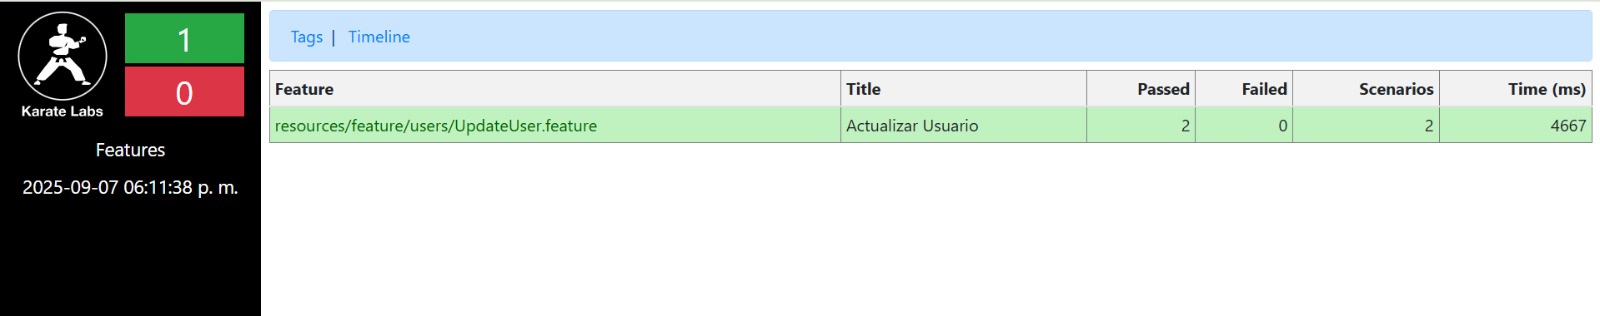 1
0
Karate Labs
Features
2025-09-07 06:11:38 p. m.
Tags | Timeline
Feature Title Passed Failed Scenarios Time (ms)
resources/feature/users/UpdateUser.feature Actualizar Usuario 2 0 2 4667